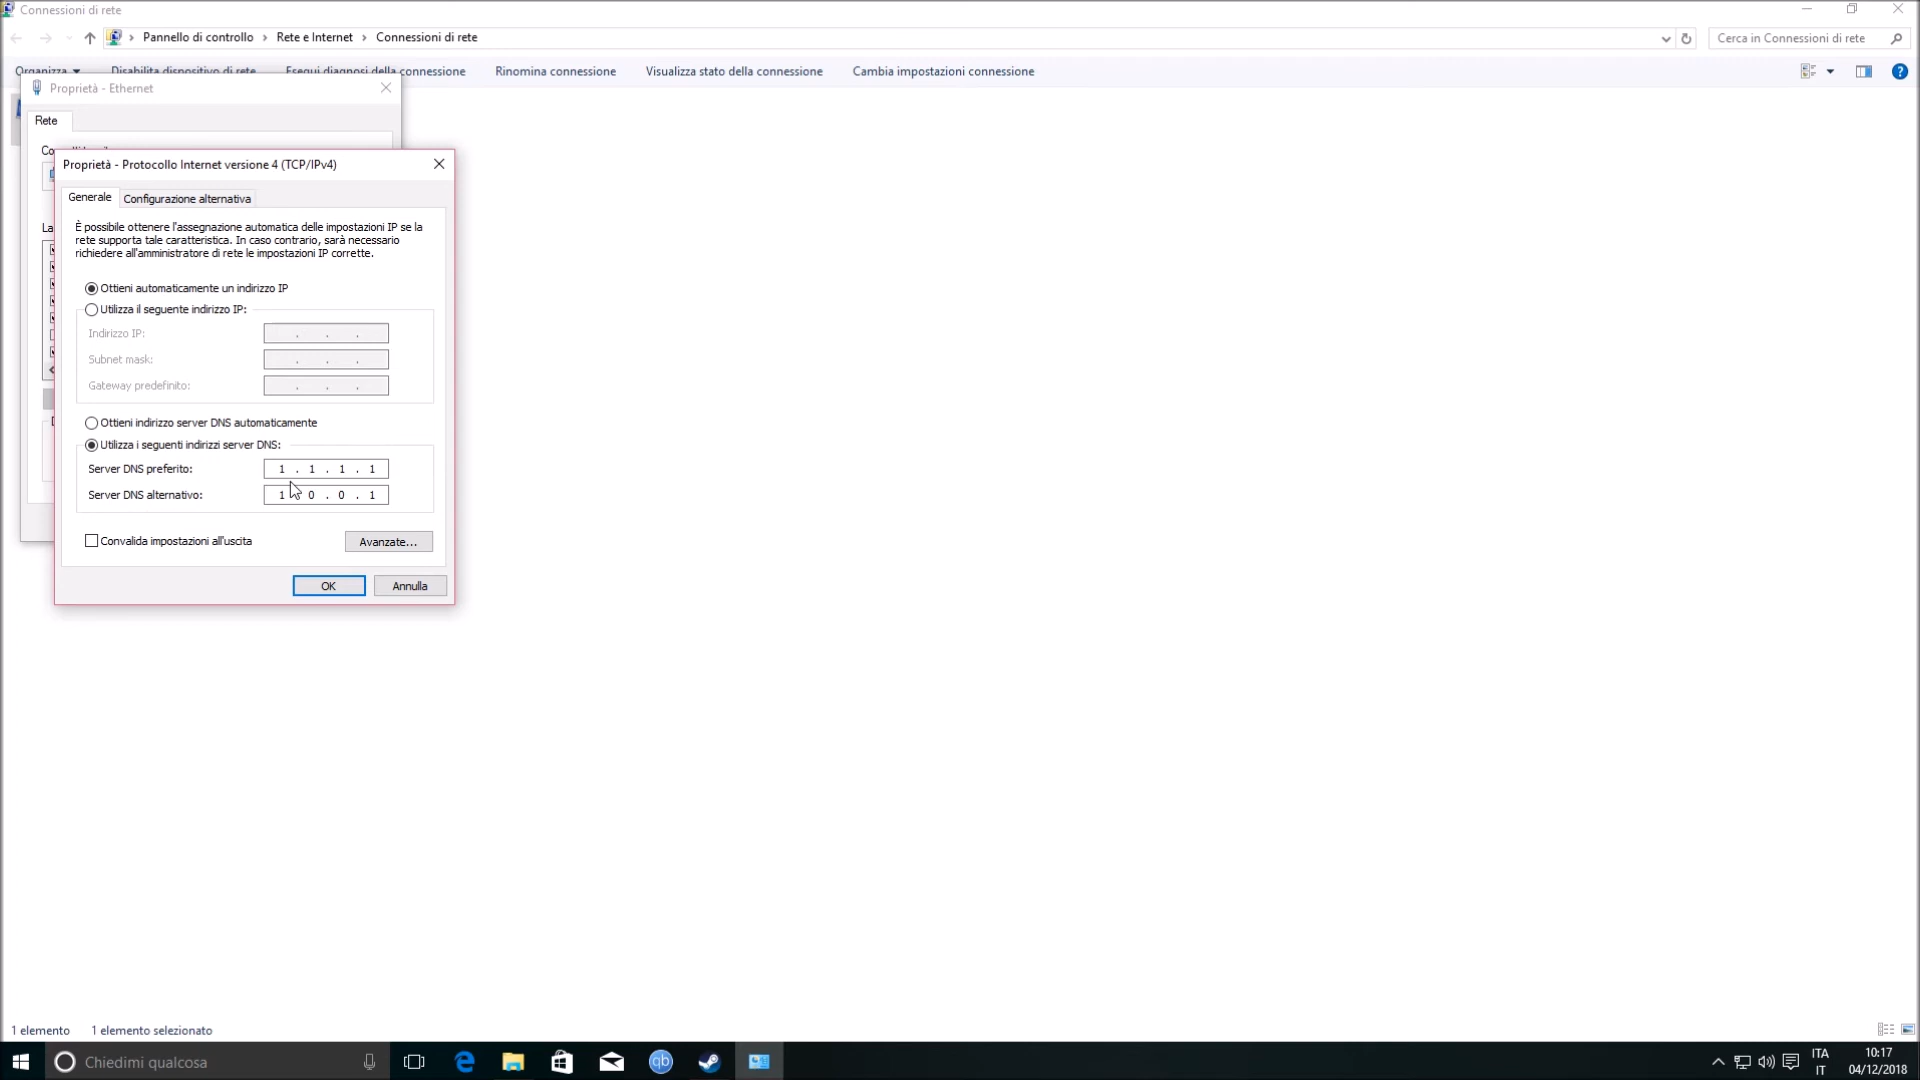 Connessioni di rete
Pannello di controllo > Rete e Internet > Connessioni di rete
Cerca in Connessioni di rete
Organizza Disabilita dispositivo di rete Esegui diagnosi della connessione Rinomina connessione Visualizza stato della connessione Cambia impostazioni connessione
Proprietà - Ethernet
Rete
Proprietà - Protocollo Internet versione 4 (TCP/IPv4)
Generale Configurazione alternativa
È possibile ottenere l'assegnazione automatica delle impostazioni IP se la
rete supporta tale caratteristica. In caso contrario, sarà necessario
richiedere all'amministratore di rete le impostazioni IP corrette.
Ottieni automaticamente un indirizzo IP
Utilizza il seguente indirizzo IP:
Indirizzo IP: . . .
Subnet mask: . . .
Gateway predefinito: . . .
Ottieni indirizzo server DNS automaticamente
Utilizza i seguenti indirizzi server DNS:
Server DNS preferito: 1 . 1 . 1 . 1
Server DNS alternativo: 1 . 0 . 0 . 1
Convalida impostazioni all'uscita
Avanzate...
OK Annulla
1 elemento 1 elemento selezionato
Chiedimi qualcosa
qb
ITA
IT
10:17
04/12/2018